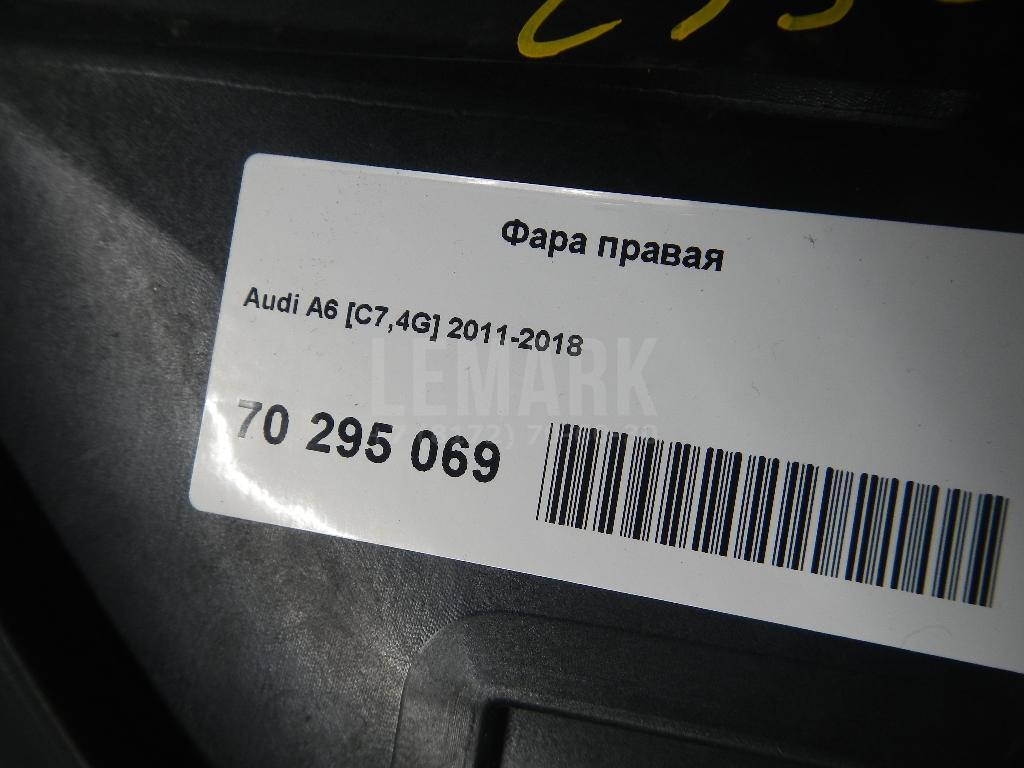 Фара правая
Audi A6 [C7,4G] 2011-2018
LEMARK
70 295 069